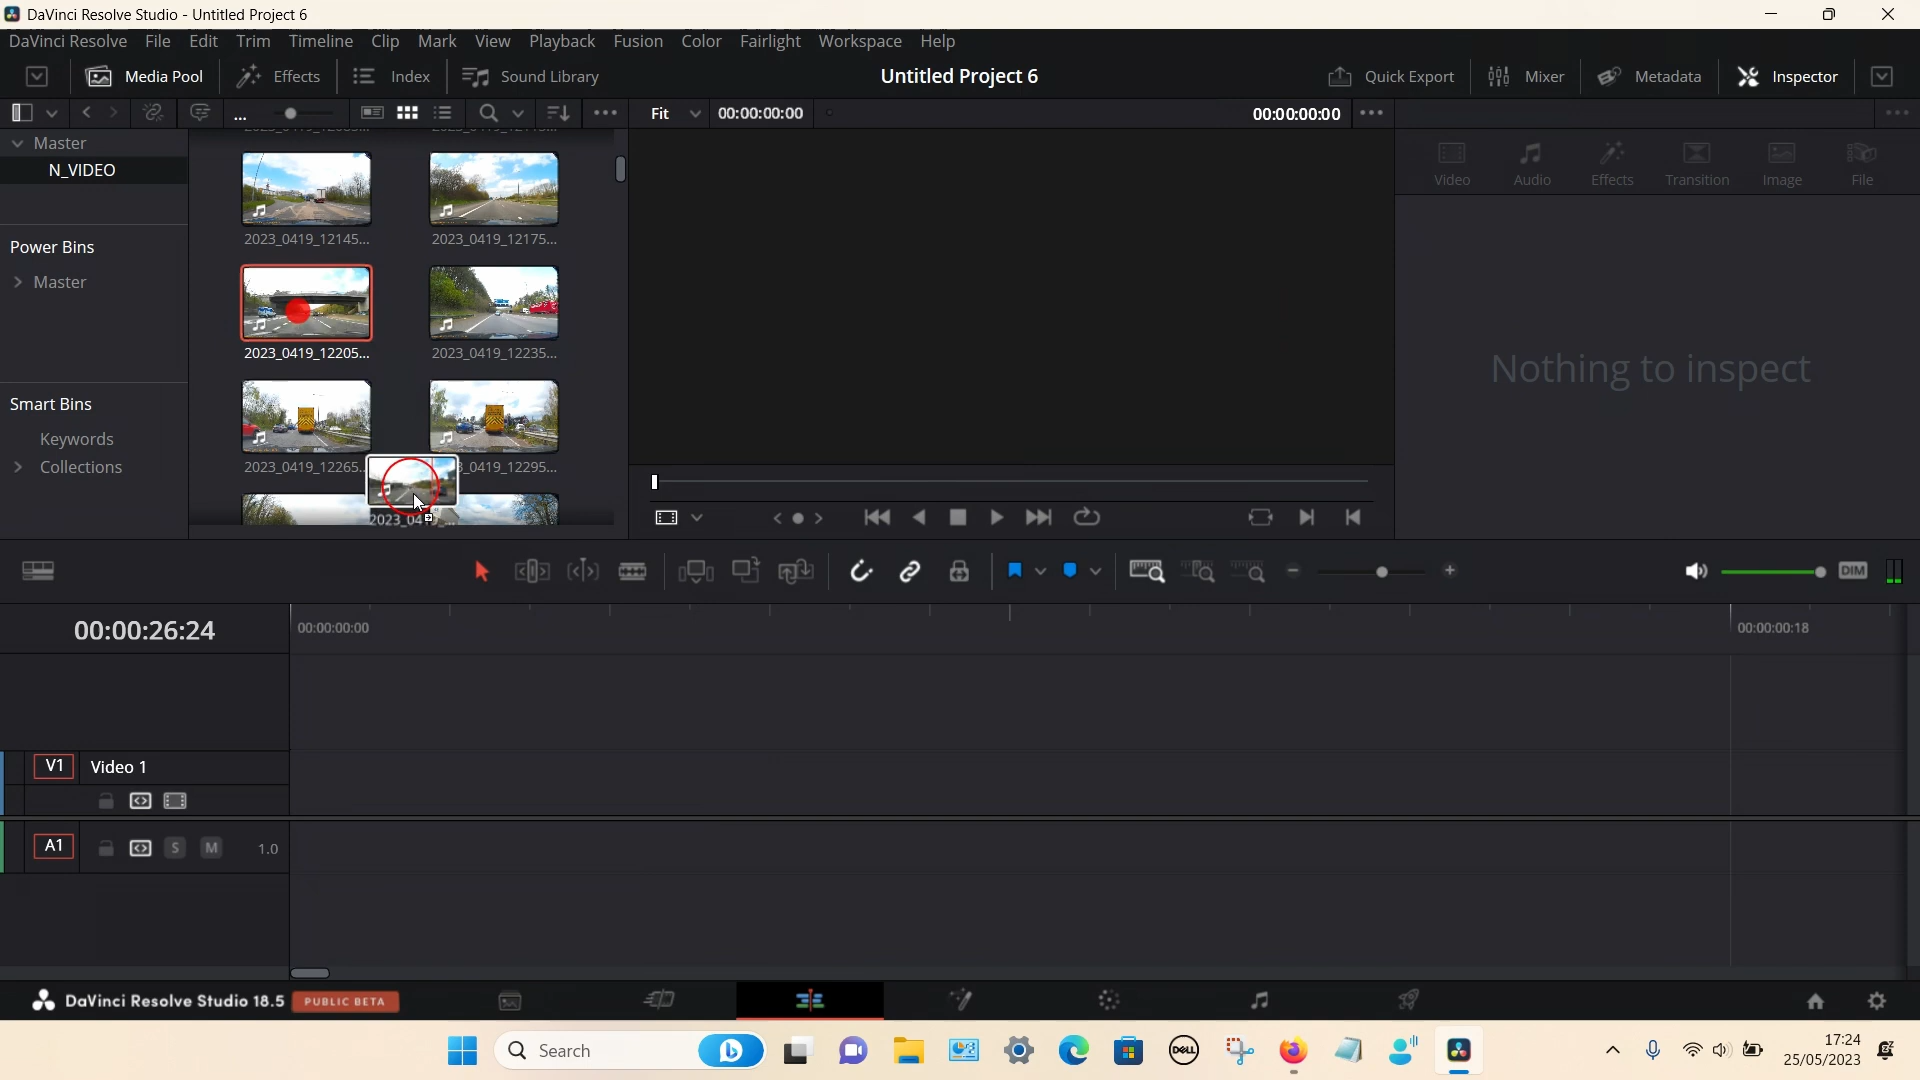 DaVinci Resolve Studio - Untitled Project 6
DaVinci Resolve File Edit Trim Timeline Clip Mark View Playback Fusion Color Fairlight Workspace Help
Media Pool Effects Index Sound Library Untitled Project 6 Quick Export Mixer Metadata Inspector
... Fit 00:00:00:00 00:00:00:00
Master
N_VIDEO
Power Bins
Master
Smart Bins
Keywords
Collections
2023_0419_12145... 2023_0419_12175...
2023_0419_12205... 2023_0419_12235...
2023_0419_12265... 3_0419_12295...
Video Audio Effects Transition Image File
Nothing to inspect
DIM
00:00:26:24 00:00:00:00 00:00:00:18
V1 Video 1
A1 S M 1.0
DaVinci Resolve Studio 18.5 PUBLIC BETA
Search
DELL
17:24
25/05/2023